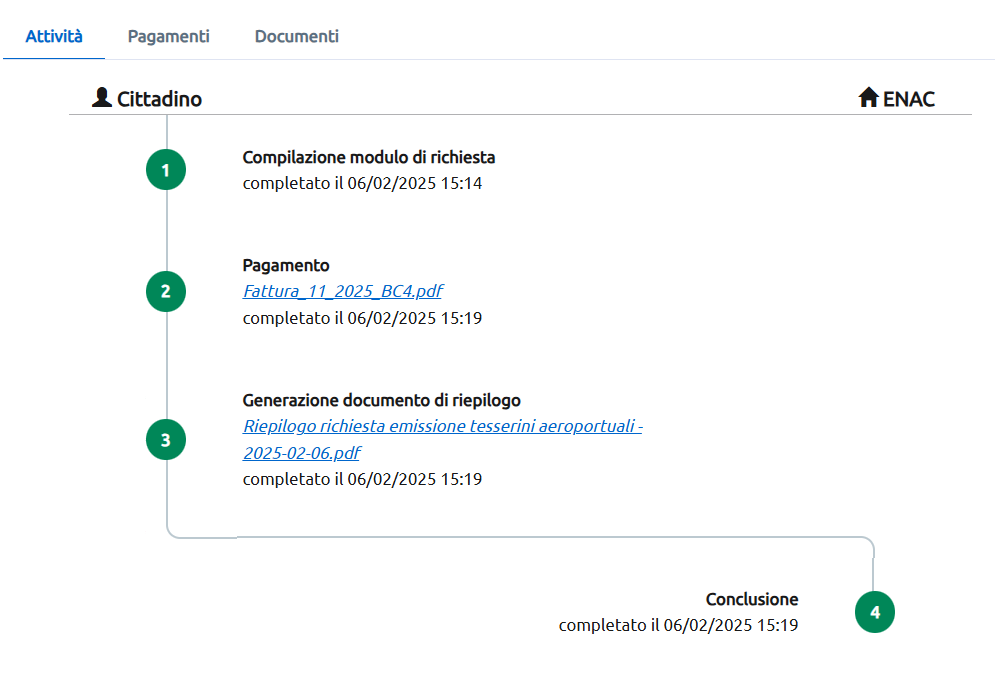 Attività Pagamenti Documenti
Cittadino ENAC
1 Compilazione modulo di richiesta
completato il 06/02/2025 15:14
Pagamento
2 Fattura_11_2025_BC4.pdf
completato il 06/02/2025 15:19
Generazione documento di riepilogo
Riepilogo richiesta emissione tesserini aeroportuali -
3 2025-02-06.pdf
completato il 06/02/2025 15:19
Conclusione
4
completato il 06/02/2025 15:19